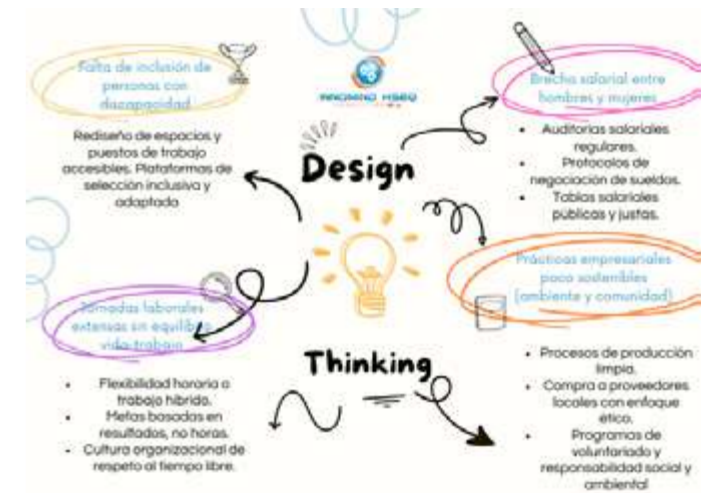 Falta de inclusión de
personas con
discapacidad
Rediseño de espacios y
puestos de trabajo
accesibles. Plataformas de
selección inclusiva y
adaptada
Design
Brecha salarial entre
hombres y mujeres
• Auditorías salariales
regulares.
• Protocolos de
negociación de sueldos.
• Tablas salariales
públicas y justas.
Jornadas laborales
extensas sin equilibrio
vida-trabajo
• Flexibilidad horaria o
trabajo híbrido.
• Metas basadas en
resultados, no horas.
• Cultura organizacional de
respeto al tiempo libre.
Thinking
Prácticas empresariales
poco sostenibles
(ambiente y comunidad)
• Procesos de producción
limpia.
• Compra a proveedores
locales con enfoque
ético.
• Programas de
voluntariado y
responsabilidad social y
ambiental